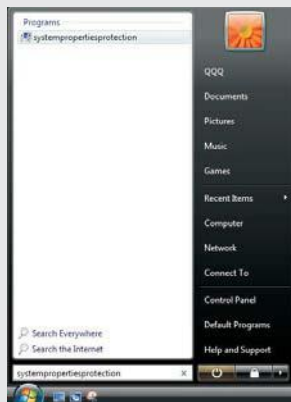 Programs
systempropertiesprotection
Search Everywhere
Search the Internet
systempropertiesprotection
QQQ
Documents
Pictures
Music
Games
Recent Items
Computer
Network
Connect To
Control Panel
Default Programs
Help and Support